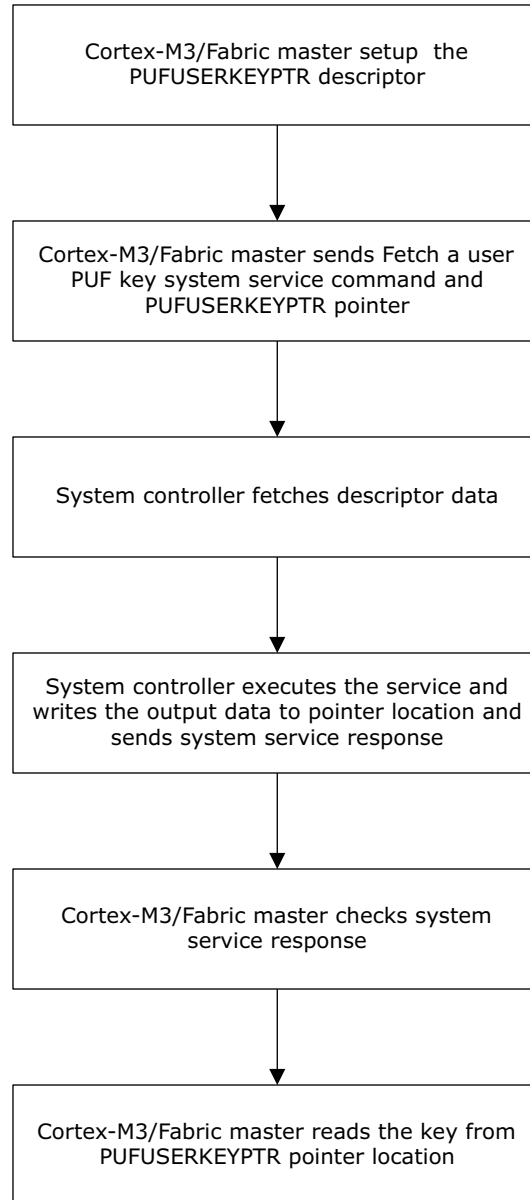 Cortex-M3/Fabric master setup  the
PUFUSERKEYPTR descriptor
Cortex-M3/Fabric master sends Fetch a user
PUF key system service command and
PUFUSERKEYPTR pointer
System controller fetches descriptor data
System controller executes the service and
writes the output data to pointer location and
sends system service response
Cortex-M3/Fabric master checks system
service response
Cortex-M3/Fabric master reads the key from
PUFUSERKEYPTR pointer location